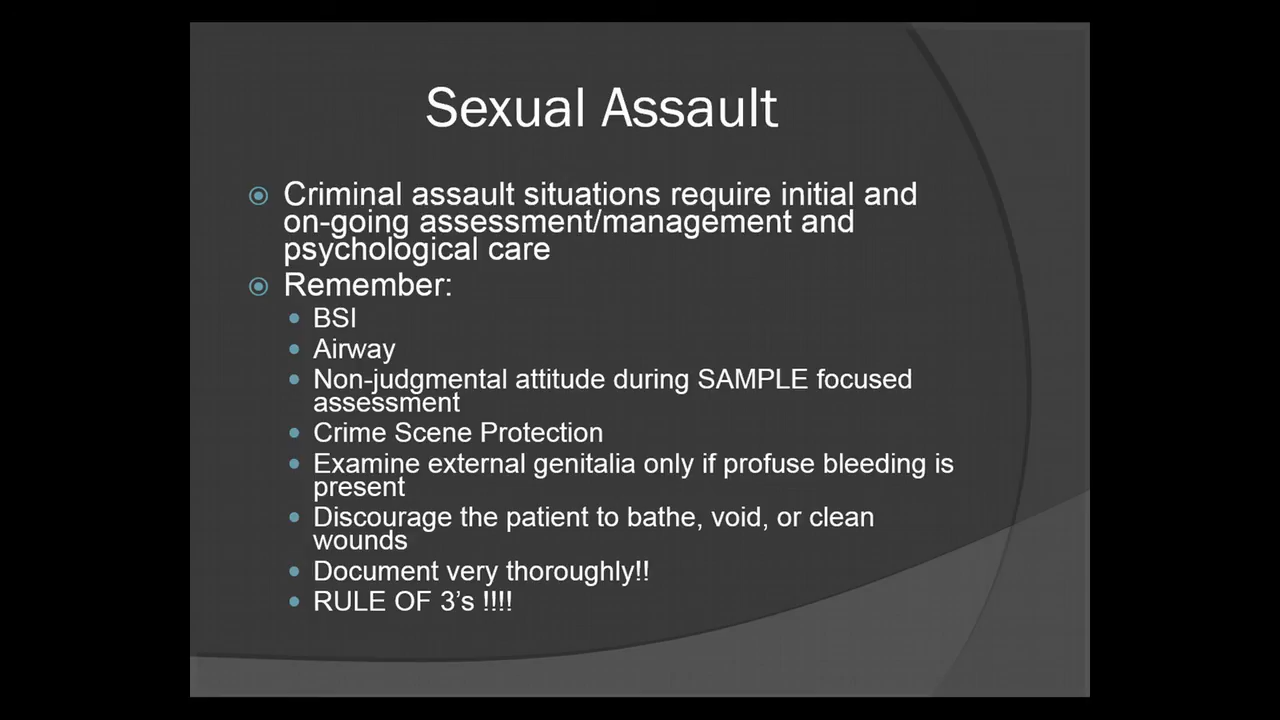 Sexual Assault
Criminal assault situations require initial and
on-going assessment/management and
psychological care
Remember:
BSI
Airway
Non-judgmental attitude during SAMPLE focused
assessment
Crime Scene Protection
Examine external genitalia only if profuse bleeding is
present
Discourage the patient to bathe, void, or clean
wounds
Document very thoroughly!!
RULE OF 3’s !!!!